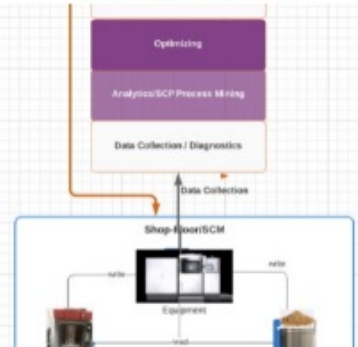 Optimizing
Analytics/SCP Process Mining
Data Collection / Diagnostics
Data Collection
Shop-Floor/SCM
write
write
Equipment
read